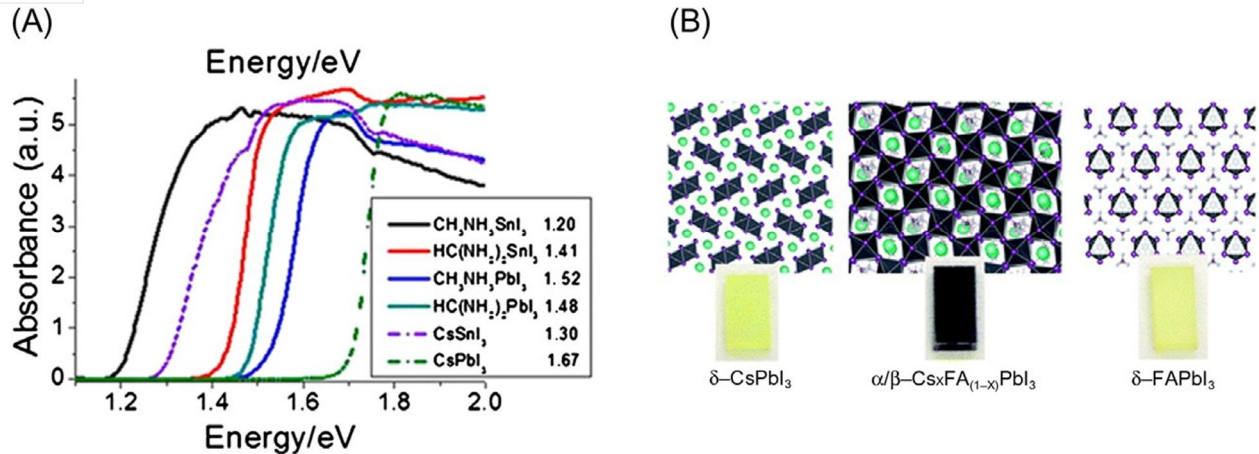 (A)
Energy/eV
Absorbance (a.u.)
5
4
3
2
1
0
CH₃NH₃SnI₃ 1.20
HC(NH₂)₂SnI₃ 1.41
CH₃NH₃PbI₃ 1.52
HC(NH₂)₂PbI₃ 1.48
CsSnI₃ 1.30
CsPbI₃ 1.67
1.2 1.4 1.6 1.8 2.0
Energy/eV
(B)
δ–CsPbI₃
α/β–CsxFA₍₁₋ₓ₎PbI₃
δ–FAPbI₃